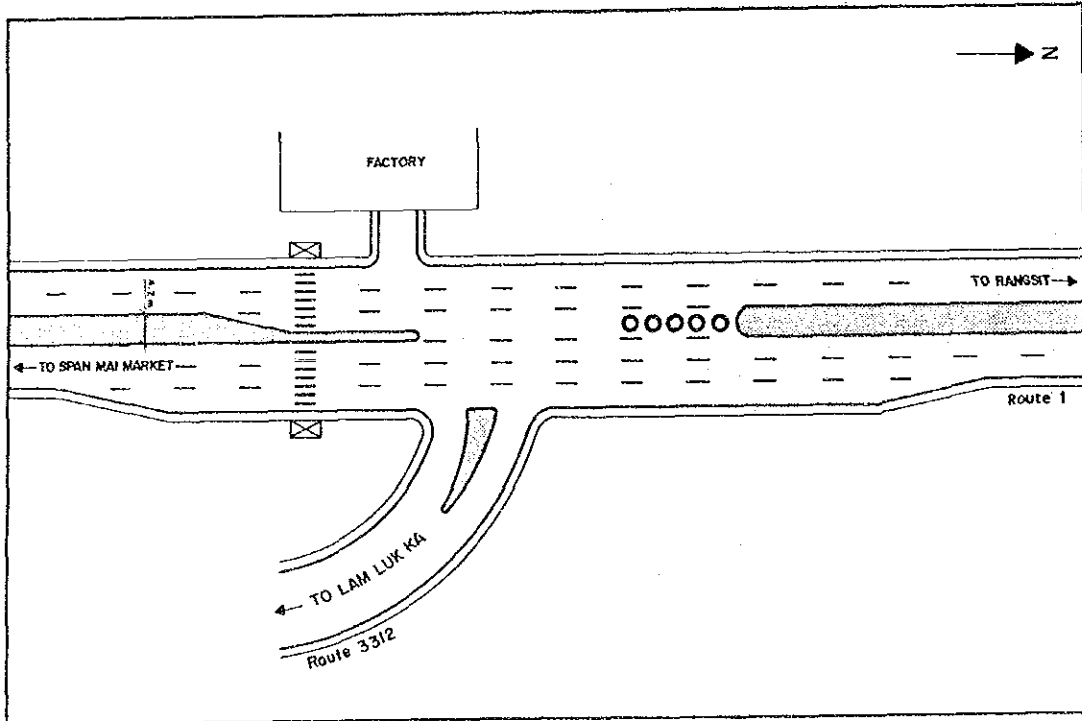 N
FACTORY
TO RANGSIT
TO SPAN MAI MARKET
Route 1
TO LAM LUK KA
Route 3312